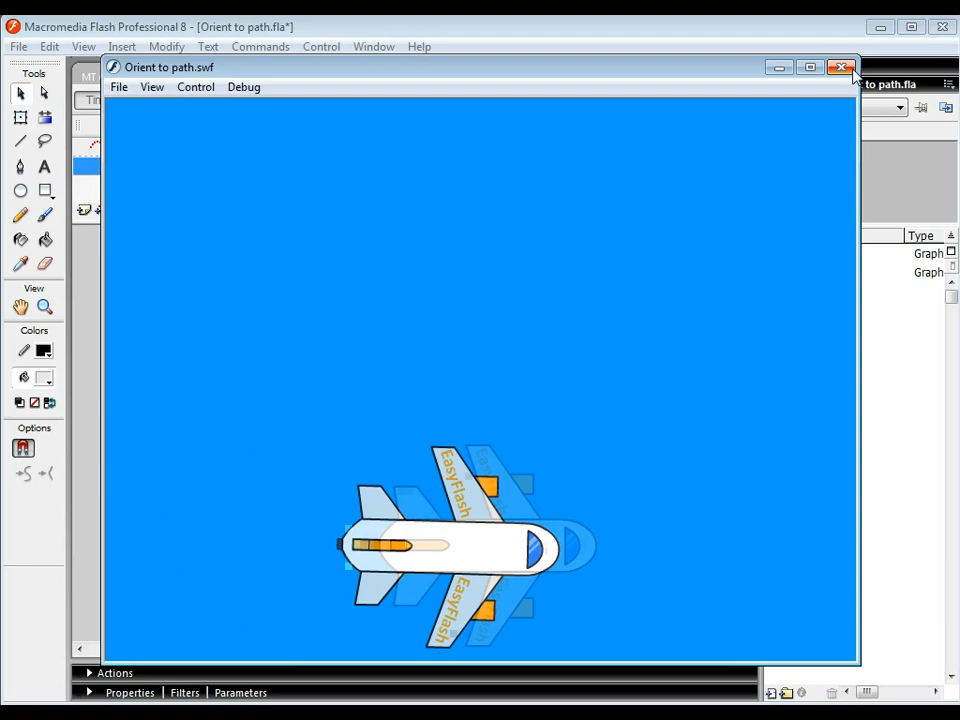 Macromedia Flash Professional 8 - [Orient to path.fla*]
File Edit View Insert Modify Text Commands Control Window Help
Tools
MT
Orient to path.swf
to path.fla
File View Control Debug
Type
Graph
Graph
View
Colors
Options
EasyFlash
EasyFlash
Actions
Properties Filters Parameters